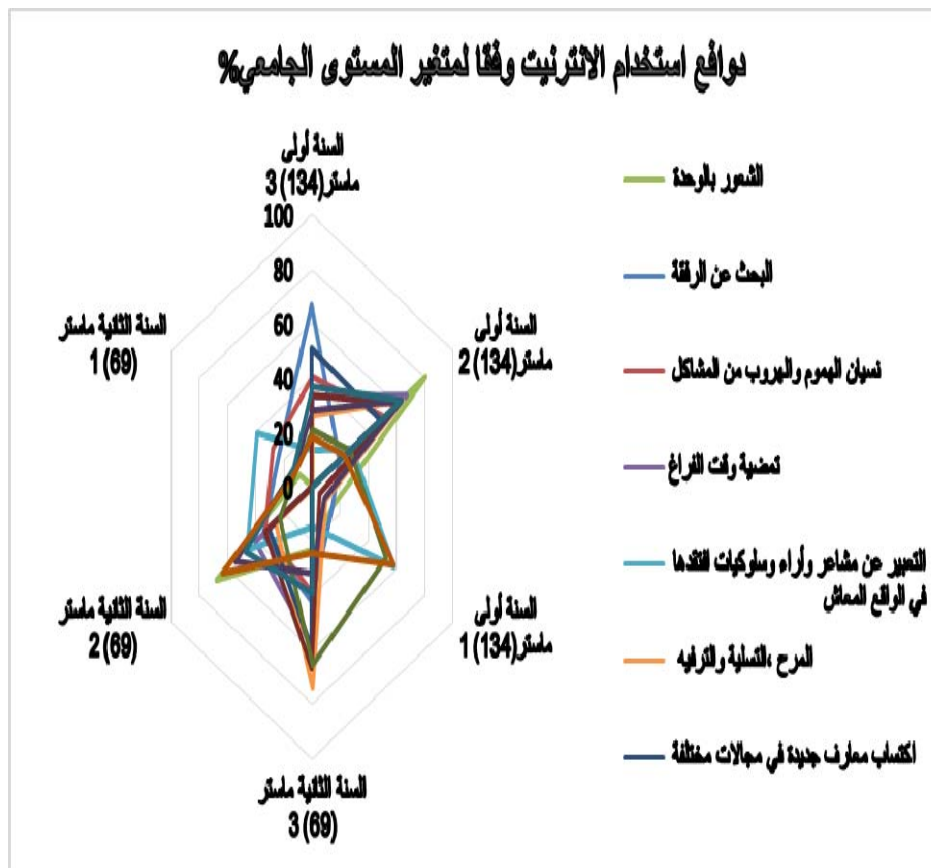 دوافع استخدام الانترنيت وفقا لمتغير المستوى الجامعي%
السنة أولى
ماستر(134) 3
100
80
60
40
20
0
السنة أولى
ماستر(134) 2
السنة أولى
ماستر(134) 1
السنة الثانية ماستر
(69) 3
السنة الثانية ماستر
(69) 2
السنة الثانية ماستر
(69) 1
الشعور بالوحدة
البحث عن الرفقة
نسيان الهموم والهروب من المشاكل
تمضية وقت الفراغ
التعبير عن مشاعر وأراء وسلوكيات افتقدها
في الواقع المعاش
المرح ،التسلية والترفيه
اكتساب معارف جديدة في مجالات مختلفة